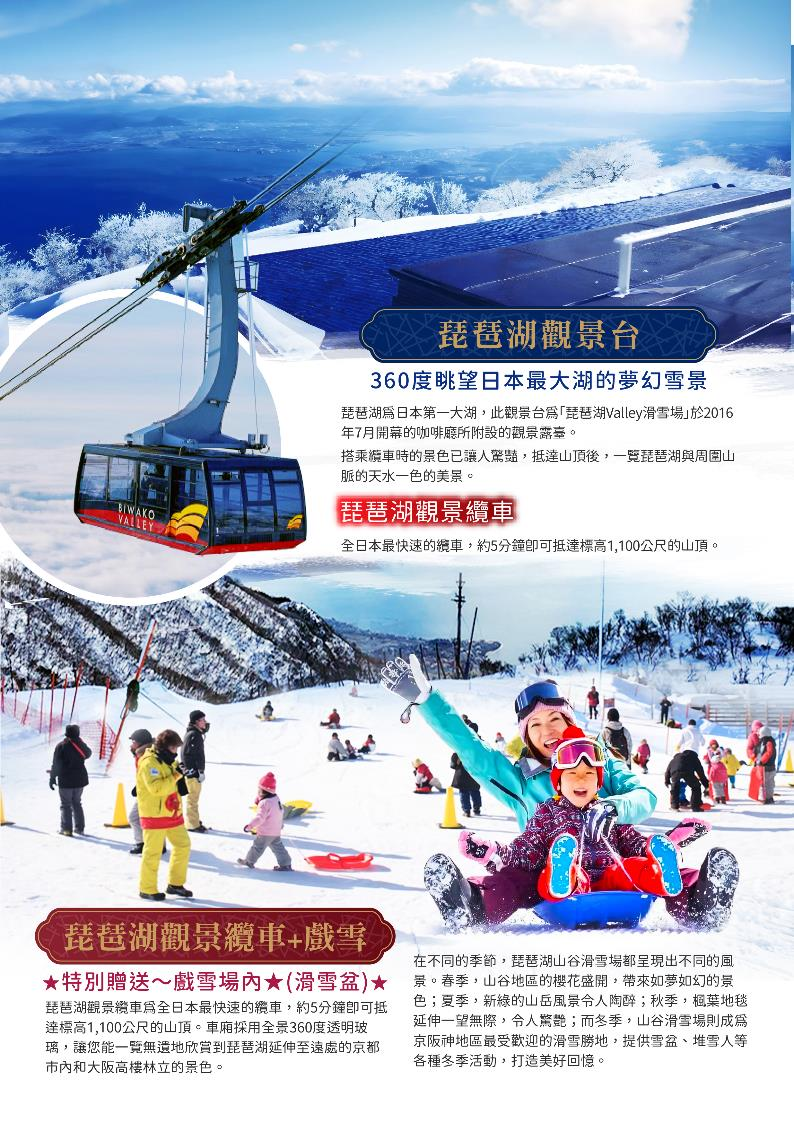 琵琶湖觀景台
360度眺望日本最大湖的夢幻雪景
琵琶湖為日本第一大湖，此觀景台為「琵琶湖Valley滑雪場」於2016
年7月開幕的咖啡廳所附設的觀景露臺。
搭乘纜車時的景色已讓人驚豔，抵達山頂後，一覽琵琶湖與周圍山
脈的天水一色的美景。
BIWAKO
VALLEY
琵琶湖觀景纜車
全日本最快速的纜車，約5分鐘即可抵達標高1,100公尺的山頂。
琵琶湖觀景纜車+戲雪
★特別贈送～戲雪場內★(滑雪盆)★
琵琶湖觀景纜車為全日本最快速的纜車，約5分鐘即可抵
達標高1,100公尺的山頂。車廂採用全景360度透明玻
璃，讓您能一覽無遺地欣賞到琵琶湖延伸至遠處的京都
市內和大阪高樓林立的景色。
在不同的季節，琵琶湖山谷滑雪場都呈現出不同的風
景。春季，山谷地區的櫻花盛開，帶來如夢如幻的景
色；夏季，新綠的山岳風景令人陶醉；秋季，楓葉地毯
延伸一望無際，令人驚艷；而冬季，山谷滑雪場則成為
京阪神地區最受歡迎的滑雪勝地，提供雪盆、堆雪人等
各種冬季活動，打造美好回憶。